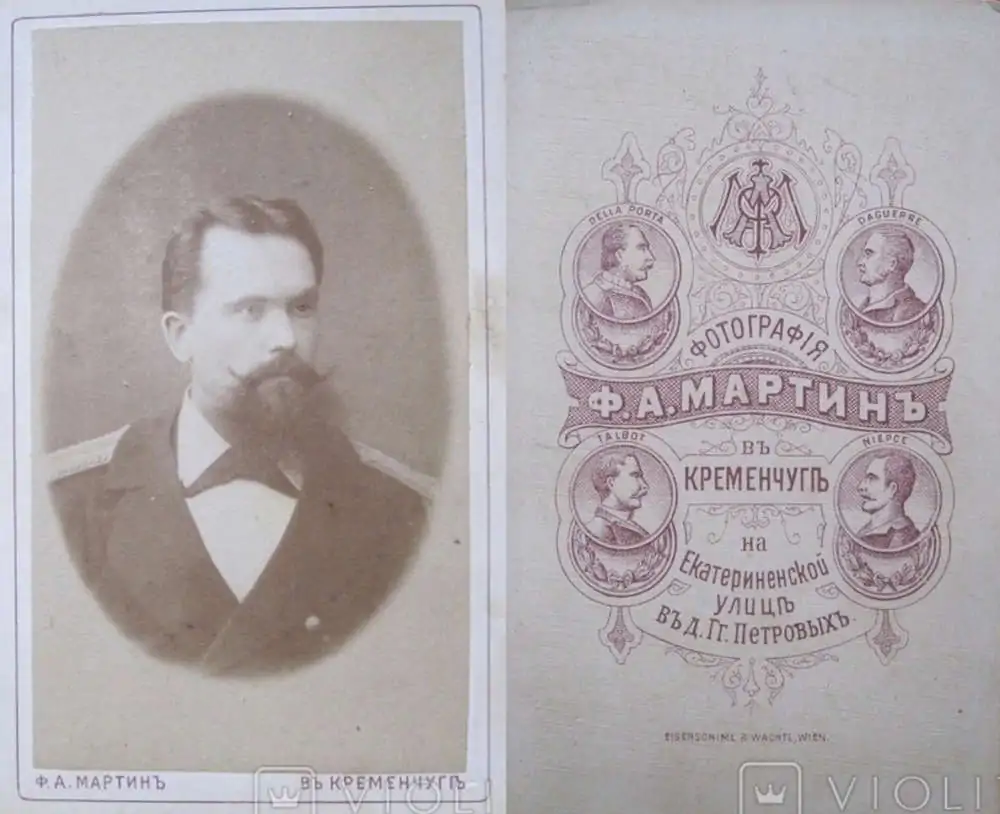 Ф.А.МАРТИНЪ ВЪ КРЕМЕНЧУГѢ
DELLA PORTA DAGUERRE
ФОТОГРАФІЯ
Ф.А.МАРТИНЪ
TALBOT NIEPCE
ВЪ
КРЕМЕНЧУГѢ
на
Екатериненской
улицѣ
въ д. Гг. Петровыхъ.
EISENSCHIML & WACHTL, WIEN.
VIOLI VIOLI